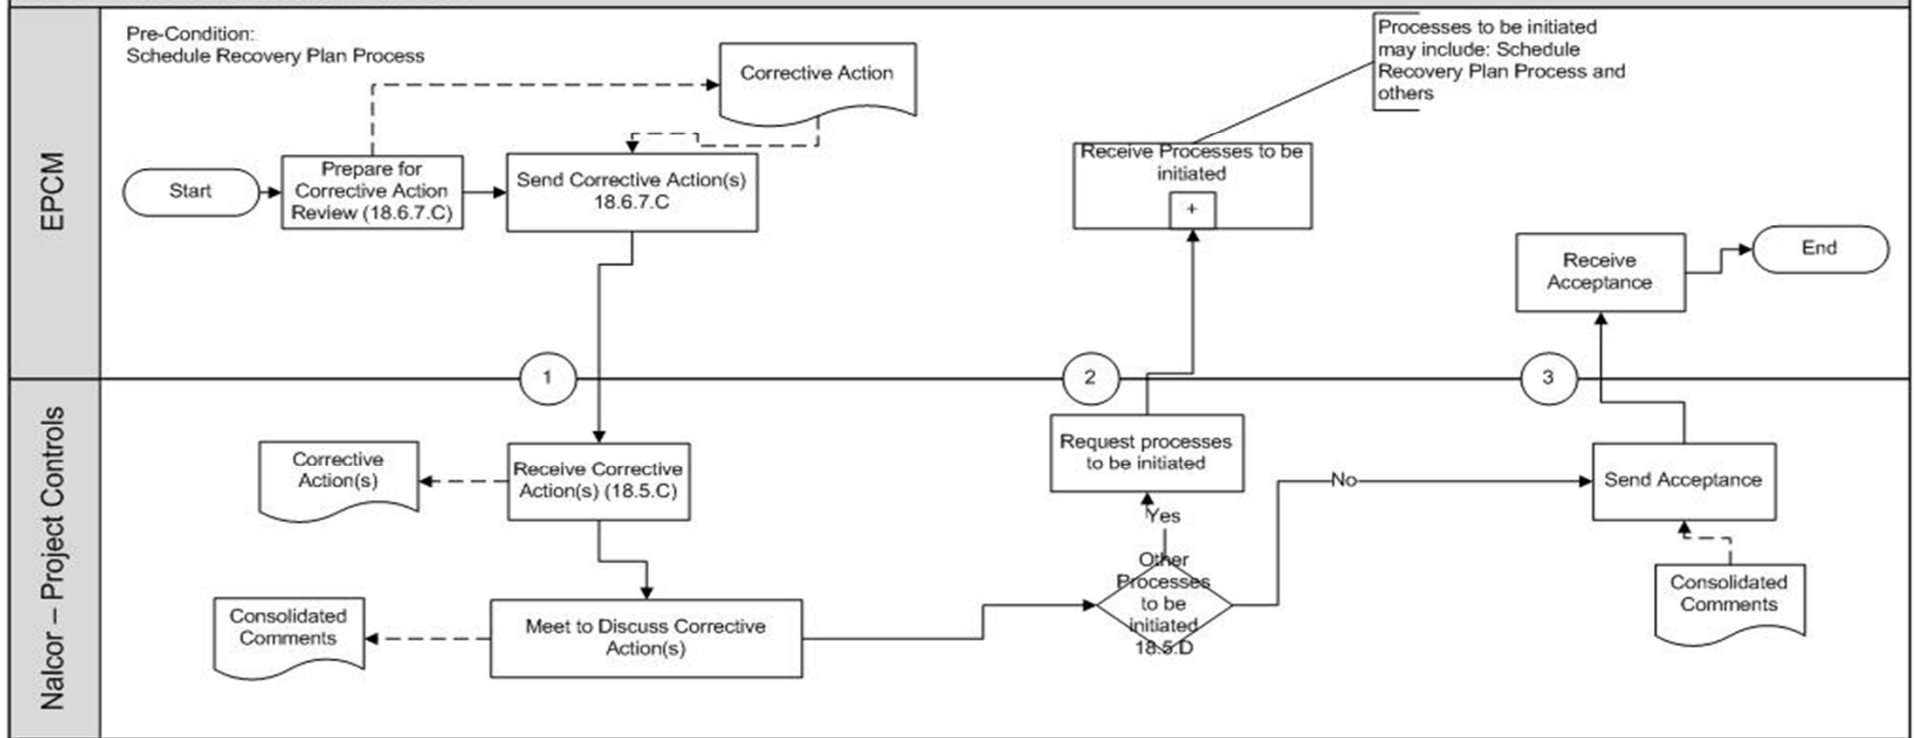 EPCM
Pre-Condition:
Schedule Recovery Plan Process
Start
Prepare for
Corrective Action
Review (18.6.7.C)
Corrective Action
Send Corrective Action(s)
18.6.7.C
Receive Processes to be
initiated
+
Processes to be initiated
may include: Schedule
Recovery Plan Process and
others
Receive
Acceptance
End
1
2
3
Nalcor – Project Controls
Corrective
Action(s)
Receive Corrective
Action(s) (18.5.C)
Consolidated
Comments
Meet to Discuss Corrective
Action(s)
Request processes
to be initiated
Yes
Other
Processes
to be
initiated
18.5.D
No
Send Acceptance
Consolidated
Comments